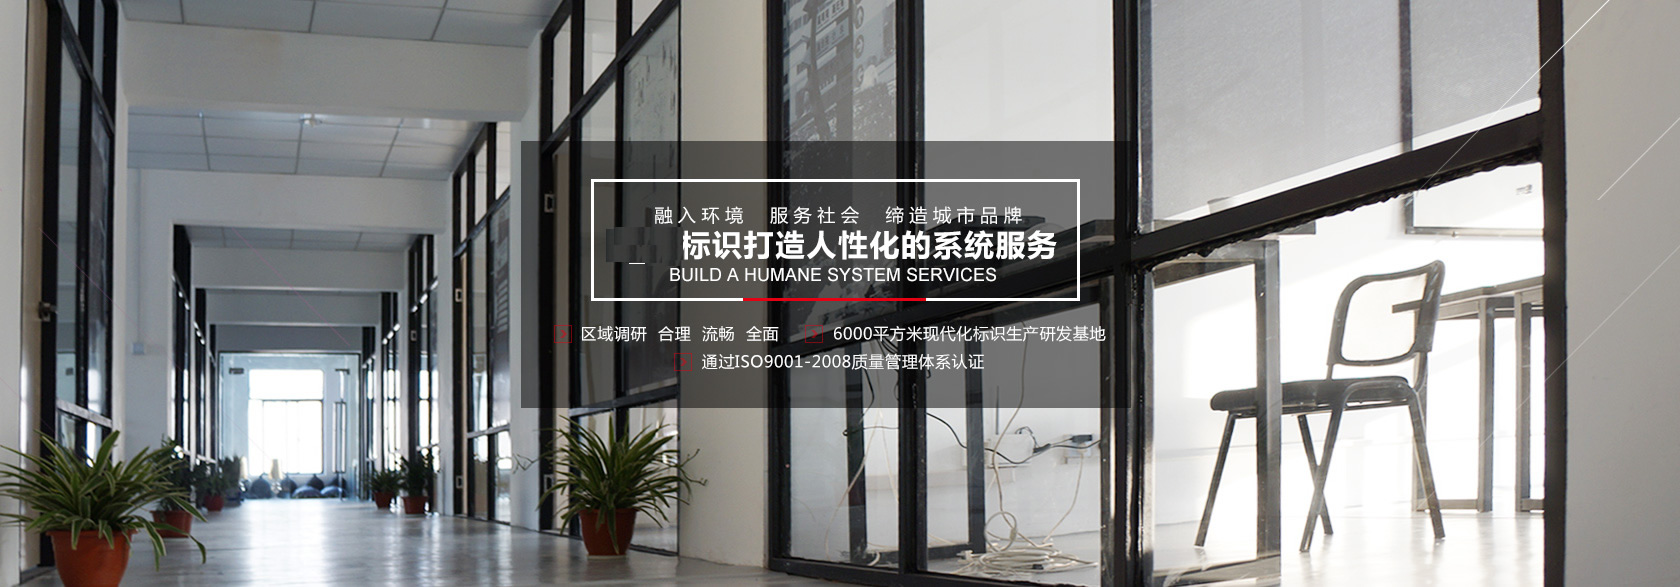 融入环境 服务社会 缔造城市品牌
标识打造人性化的系统服务
BUILD A HUMANE SYSTEM SERVICES
区域调研 合理 流畅 全面 6000平方米现代化标识生产研发基地
通过ISO9001-2008质量管理体系认证